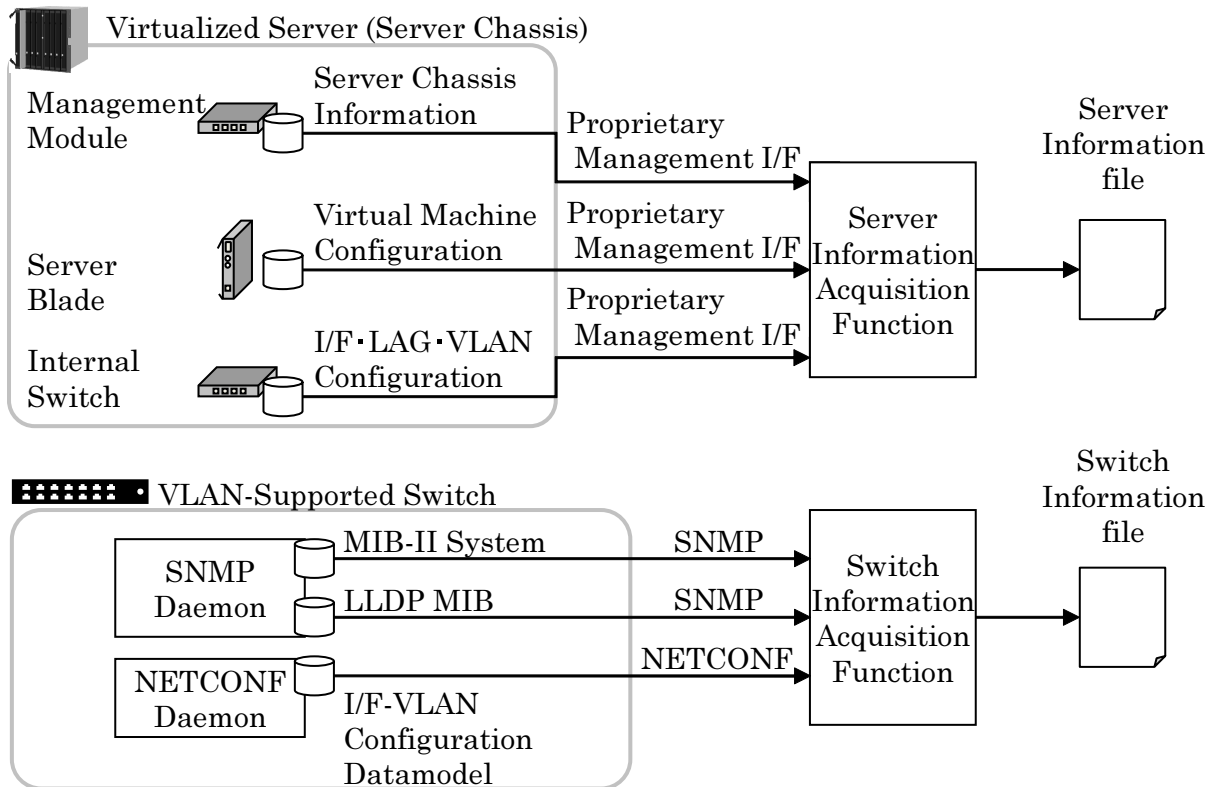 Virtualized Server (Server Chassis)
Management
Module
Server Chassis
Information
Proprietary
Management I/F
Server
Information
file
Virtual Machine
Configuration
Proprietary
Management I/F
Server
Information
Acquisition
Function
Server
Blade
Proprietary
Management I/F
I/F・LAG・VLAN
Configuration
Internal
Switch
VLAN-Supported Switch
Switch
Information
file
SNMP
Daemon
MIB-II System
SNMP
LLDP MIB
SNMP
Switch
Information
Acquisition
Function
NETCONF
Daemon
NETCONF
I/F-VLAN
Configuration
Datamodel